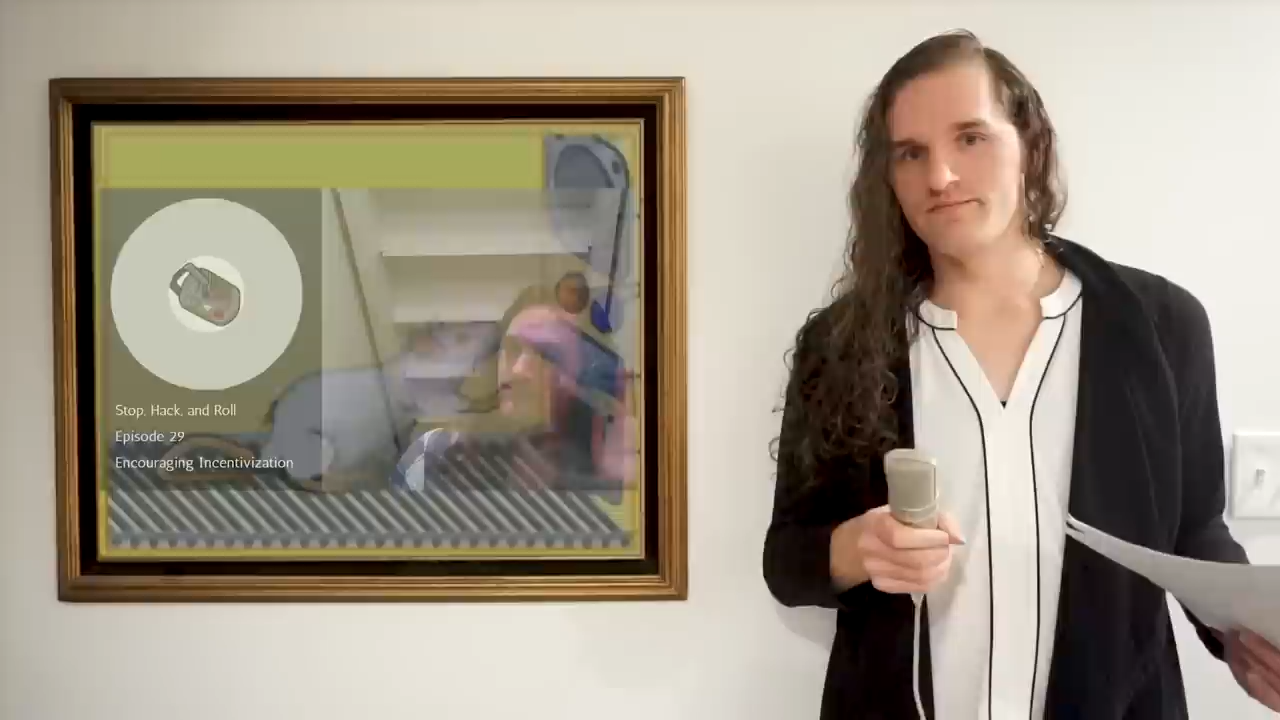 Stop, Hack, and Roll
Episode 29
Encouraging Incentivization